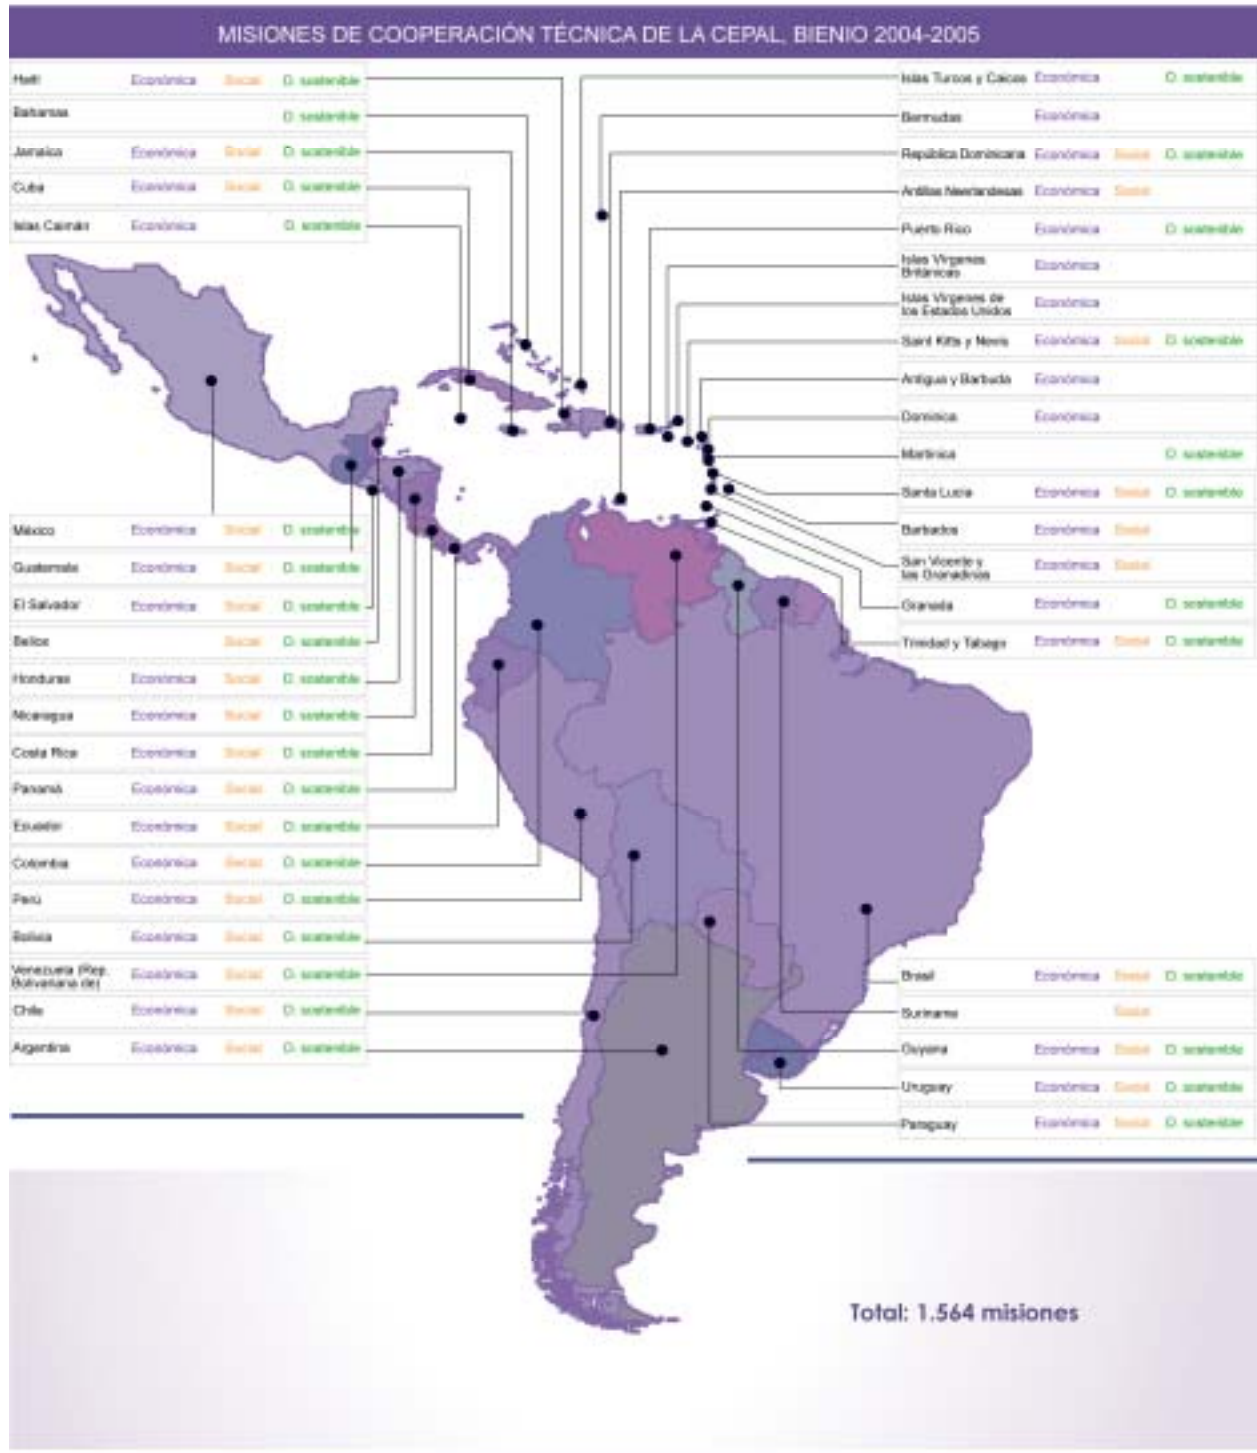 MISIONES DE COOPERACIÓN TÉCNICA DE LA CEPAL, BIENIO 2004-2005
Haití Económica Social D. sostenible
Bahamas D. sostenible
Jamaica Económica Social D. sostenible
Cuba Económica Social D. sostenible
Islas Caimán Económica D. sostenible
México Económica Social D. sostenible
Guatemala Económica Social D. sostenible
El Salvador Económica Social D. sostenible
Belice Social D. sostenible
Honduras Económica Social D. sostenible
Nicaragua Económica Social D. sostenible
Costa Rica Económica Social D. sostenible
Panamá Económica Social D. sostenible
Ecuador Económica Social D. sostenible
Colombia Económica Social D. sostenible
Perú Económica Social D. sostenible
Bolivia Económica Social D. sostenible
Venezuela (Rep.
Bolivariana de) Económica Social D. sostenible
Chile Económica Social D. sostenible
Argentina Económica Social D. sostenible
Islas Turcos y Caicos Económica D. sostenible
Bermudas Económica
República Dominicana Económica Social D. sostenible
Antillas Neerlandesas Económica Social
Puerto Rico Económica D. sostenible
Islas Vírgenes
Británicas Económica
Islas Vírgenes de
los Estados Unidos Económica
Saint Kitts y Nevis Económica Social D. sostenible
Antigua y Barbuda Económica
Dominica Económica
Martinica D. sostenible
Santa Lucia Económica Social D. sostenible
Barbados Económica Social
San Vicente y
las Granadinas Económica Social
Granada Económica D. sostenible
Trinidad y Tabago Económica Social D. sostenible
Brasil Económica Social D. sostenible
Suriname Social
Guyana Económica Social D. sostenible
Uruguay Económica Social D. sostenible
Paraguay Económica Social D. sostenible
Total: 1.564 misiones